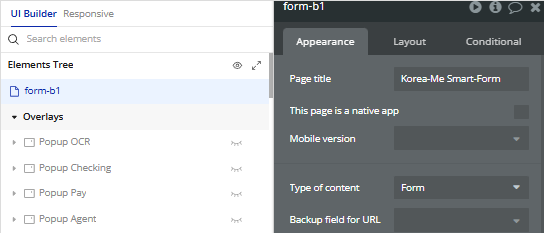 UI Builder Responsive
Search elements
Elements Tree
form-b1
Overlays
Popup OCR
Popup Checking
Popup Pay
Popup Agent
form-b1
Appearance Layout Conditional
Page title Korea-Me Smart-Form
This page is a native app
Mobile version
Type of content Form
Backup field for URL